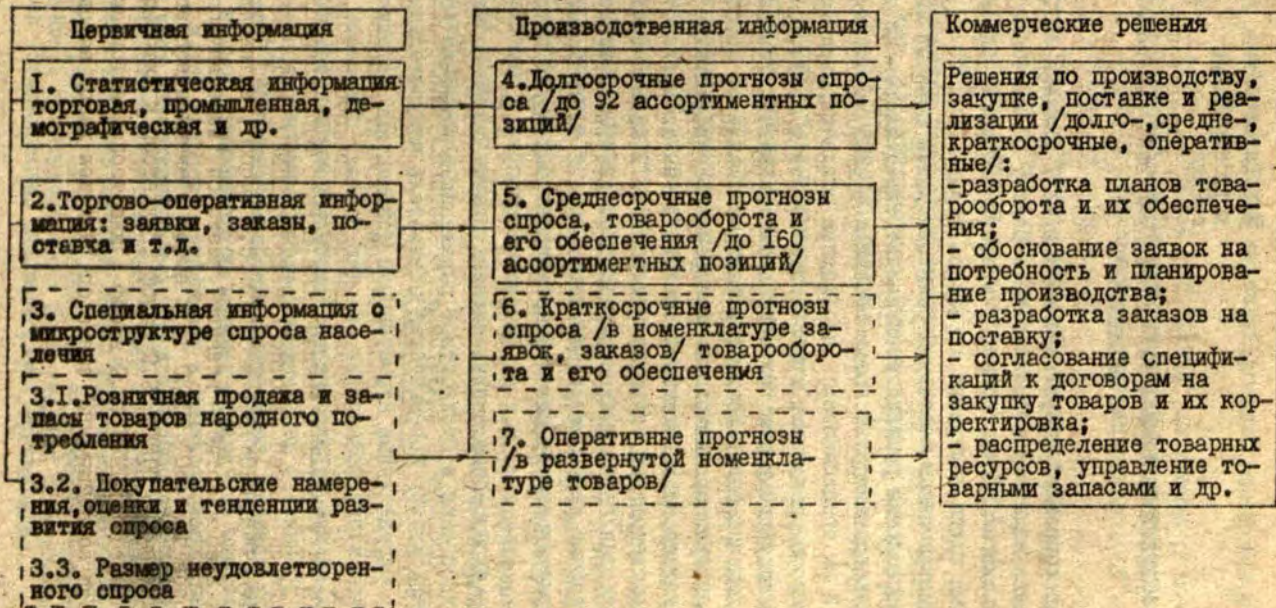 Первичная информация
I. Статистическая информация
торговая, промышленная, де-
мографическая и др.
2.Торгово-оперативная инфор-
мация: заявки, заказы, по-
ставка и т.д.
3. Специальная информация о
микроструктуре спроса насе-
ления
3.I.Розничная продажа и за-
пасы товаров народного по-
требления
3.2. Покупательские намере-
ния,оценки и тенденции раз-
вития спроса
3.3. Размер неудовлетворен-
ного спроса
Производственная информация
4.Долгосрочные прогнозы спро-
са /до 92 ассортиментных по-
зиций/
5. Среднесрочные прогнозы
спроса, товарооборота и
его обеспечения /до I60
ассортиментных позиций/
6. Краткосрочные прогнозы
спроса /в номенклатуре за-
явок, заказов/ товарооборо-
та и его обеспечения
7. Оперативные прогнозы
/в развернутой номенкла-
туре товаров/
Коммерческие решения
Решения по производству,
закупке, поставке и реа-
лизации /долго-,средне-,
краткосрочные, оператив-
ные/:
-разработка планов това-
рооборота и их обеспече-
ния;
- обоснование заявок на
потребность и планирова-
ние производства;
- разработка заказов на
поставку;
- согласование специфи-
каций к договорам на
закупку товаров и их кор-
ректировка;
- распределение товарных
ресурсов, управление то-
варными запасами и др.